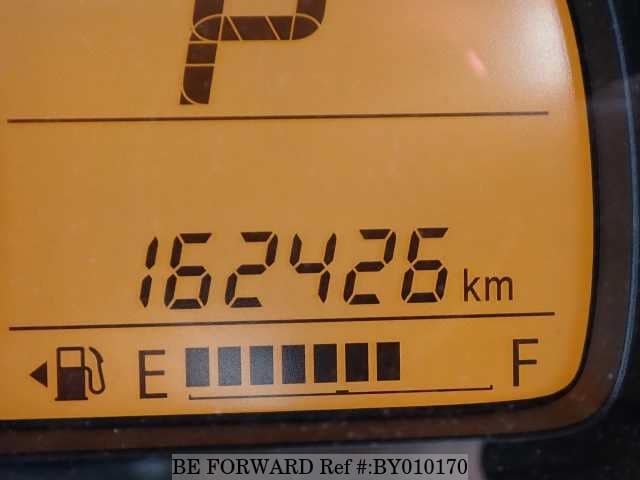 P
162426 km
E F
BE FORWARD Ref #:BY010170